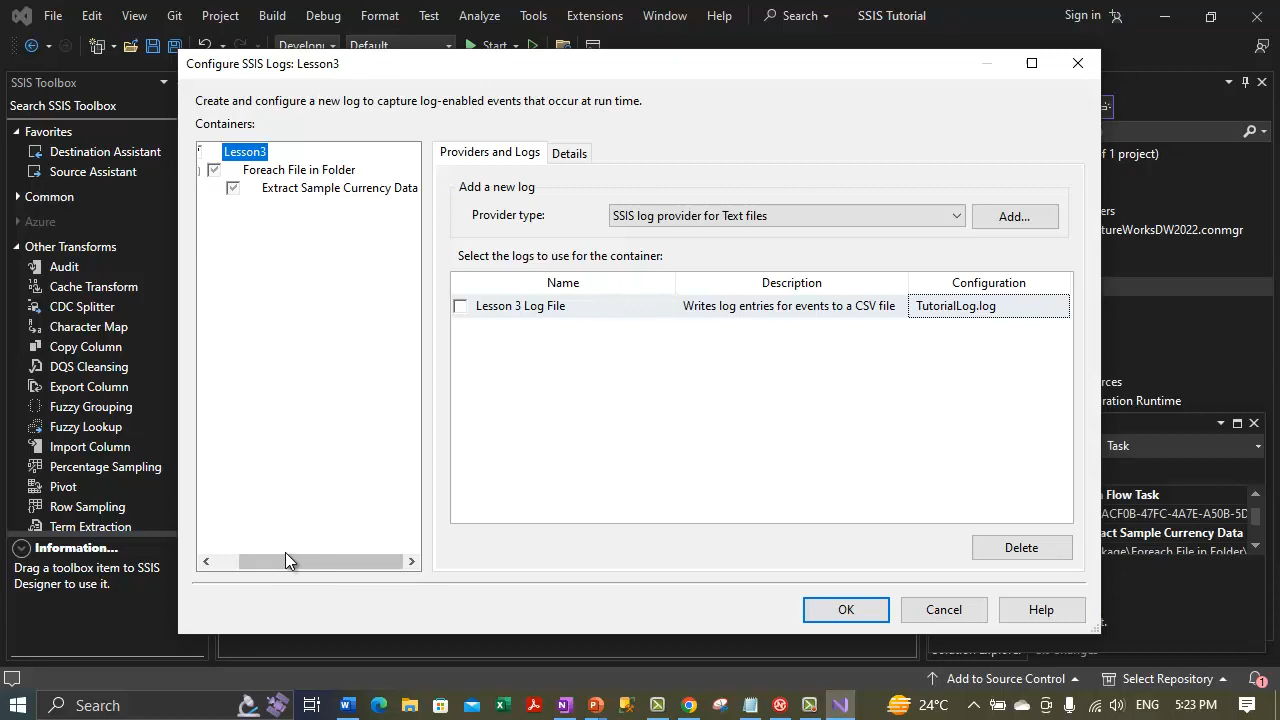 File Edit View Git Project Build Debug Format Test Analyze Tools Extensions Window Help Search SSIS Tutorial Sign in
Develop Default Start
Configure SSIS Logs: Lesson3
SSIS Toolbox
Search SSIS Toolbox
Favorites
Destination Assistant
Source Assistant
Common
Azure
Other Transforms
Audit
Cache Transform
CDC Splitter
Character Map
Copy Column
DQS Cleansing
Export Column
Fuzzy Grouping
Fuzzy Lookup
Import Column
Percentage Sampling
Pivot
Row Sampling
Term Extraction
Information...
Drag a toolbox item to SSIS
Designer to use it.
Create and configure a new log to capture log-enabled events that occur at run time.
Containers:
Lesson3
Foreach File in Folder
Extract Sample Currency Data
Providers and Logs Details
Add a new log
Provider type: SSIS log provider for Text files Add...
Select the logs to use for the container:
Name Description Configuration
Lesson 3 Log File Writes log entries for events to a CSV file TutorialLog.log
Delete
OK Cancel Help
of 1 project)
ers
tureWorksDW2022.conmgr
rces
ration Runtime
Task
Flow Task
ACF0B-47FC-4A7E-A50B-5D
act Sample Currency Data
kage\Foreach File in Folder\
t.
Add to Source Control Select Repository 1
Search 24°C ENG 5:23 PM